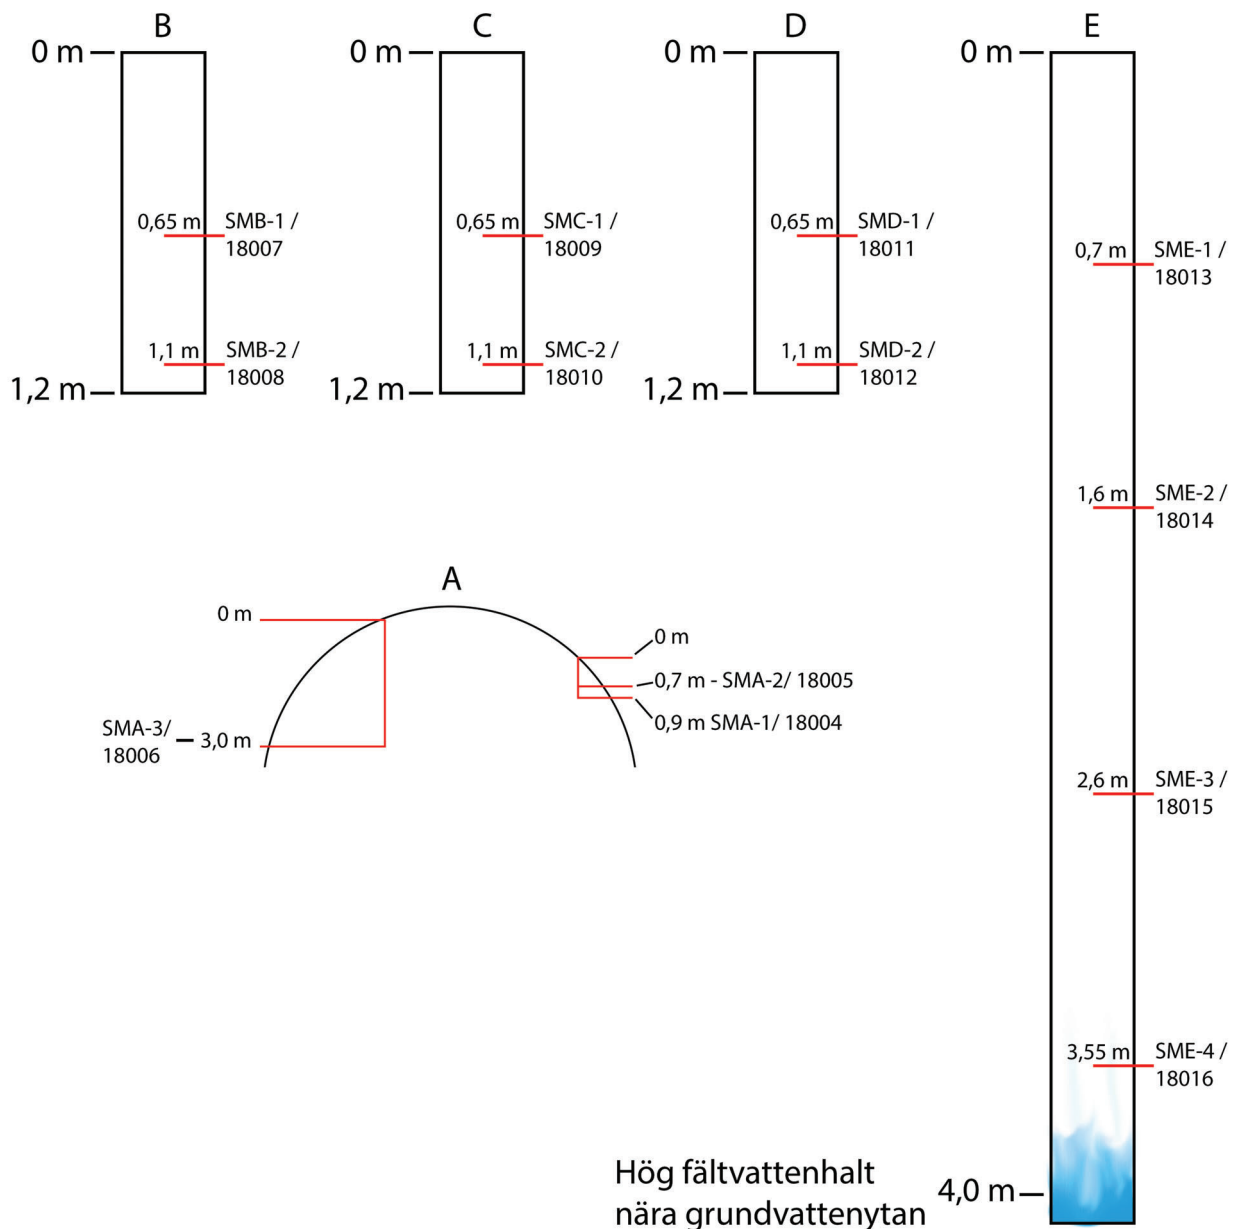 B
0 m
0,65 m
SMB-1 /
18007
1,1 m
SMB-2 /
18008
1,2 m
C
0 m
0,65 m
SMC-1 /
18009
1,1 m
SMC-2 /
18010
1,2 m
D
0 m
0,65 m
SMD-1 /
18011
1,1 m
SMD-2 /
18012
1,2 m
E
0 m
0,7 m
SME-1 /
18013
1,6 m
SME-2 /
18014
2,6 m
SME-3 /
18015
3,55 m
SME-4 /
18016
4,0 m
A
0 m
SMA-3/
18006
3,0 m
0 m
0,7 m - SMA-2/ 18005
0,9 m SMA-1/ 18004
Hög fältvattenhalt
nära grundvattenytan